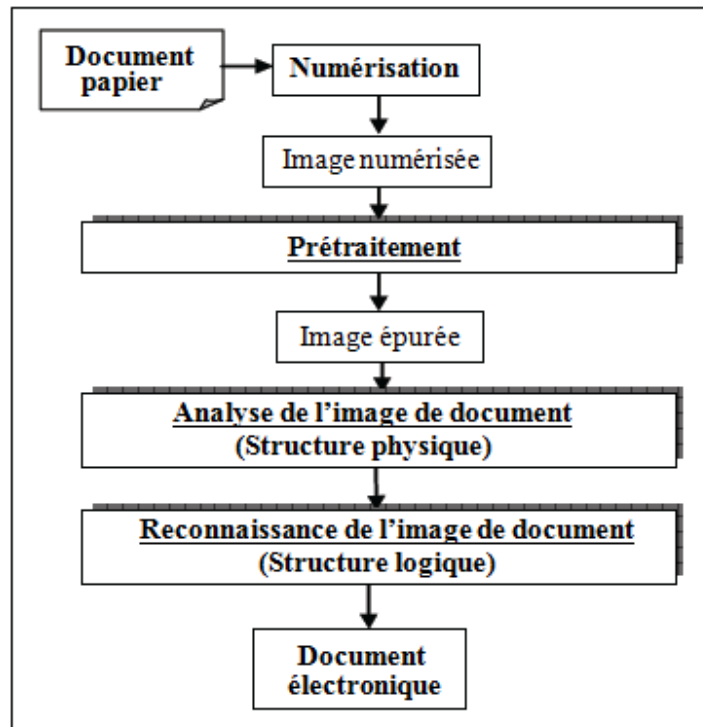 Document
papier
Numérisation
Image numérisée
Prétraitement
Image épurée
Analyse de l’image de document
(Structure physique)
Reconnaissance de l’image de document
(Structure logique)
Document
électronique